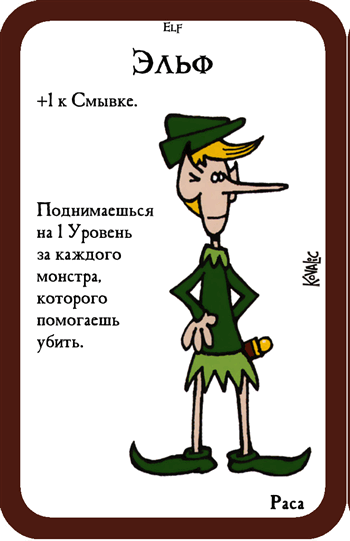 Elf
Эльф
+1 к Смывке.
Поднимаешься
на 1 Уровень
за каждого
монстра,
которого
помогаешь
убить.
Kovalic
Раса